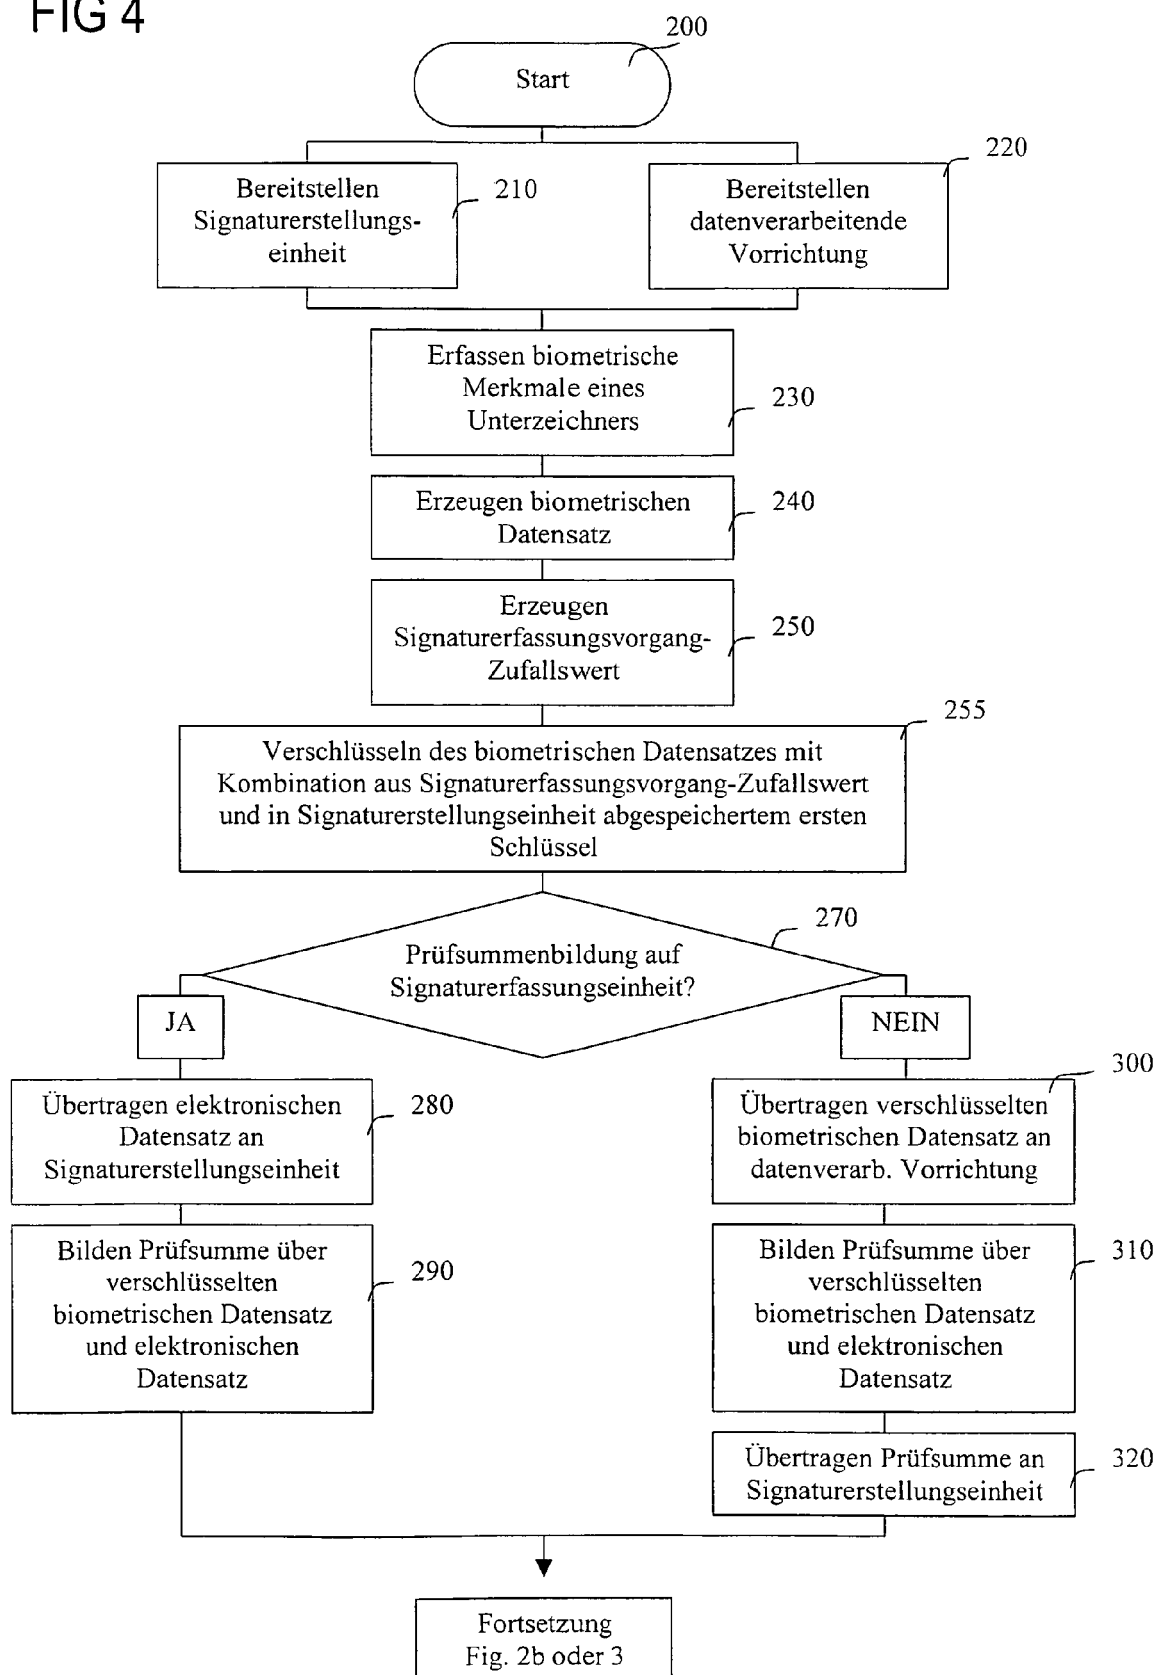 FIG 4
200
Start
220
Bereitstellen
Signaturerstellungs-
einheit
210
Bereitstellen
datenverarbeitende
Vorrichtung
Erfassen biometrische
Merkmale eines
Unterzeichners
230
Erzeugen biometrischen
Datensatz
240
Erzeugen
Signaturerfassungsvorgang-
Zufallswert
250
255
Verschlüsseln des biometrischen Datensatzes mit
Kombination aus Signaturerfassungsvorgang-Zufallswert
und in Signaturerstellungseinheit abgespeichertem ersten
Schlüssel
270
Prüfsummenbildung auf
Signaturerfassungseinheit?
JA
NEIN
Übertragen elektronischen
Datensatz an
Signaturerstellungseinheit
280
300
Übertragen verschlüsselten
biometrischen Datensatz an
datenverarb. Vorrichtung
Bilden Prüfsumme über
verschlüsselten
biometrischen Datensatz
und elektronischen
Datensatz
290
Bilden Prüfsumme über
verschlüsselten
biometrischen Datensatz
und elektronischen
Datensatz
310
Übertragen Prüfsumme an
Signaturerstellungseinheit
320
Fortsetzung
Fig. 2b oder 3